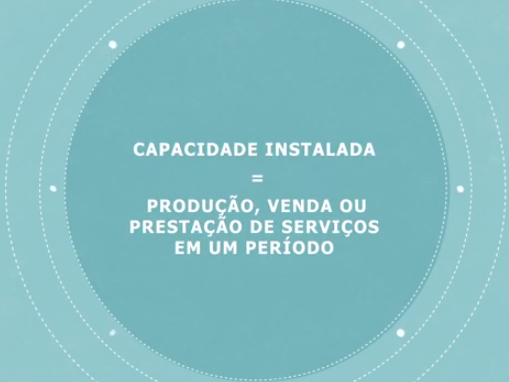 CAPACIDADE INSTALADA
=
PRODUÇÃO, VENDA OU
PRESTAÇÃO DE SERVIÇOS
EM UM PERÍODO